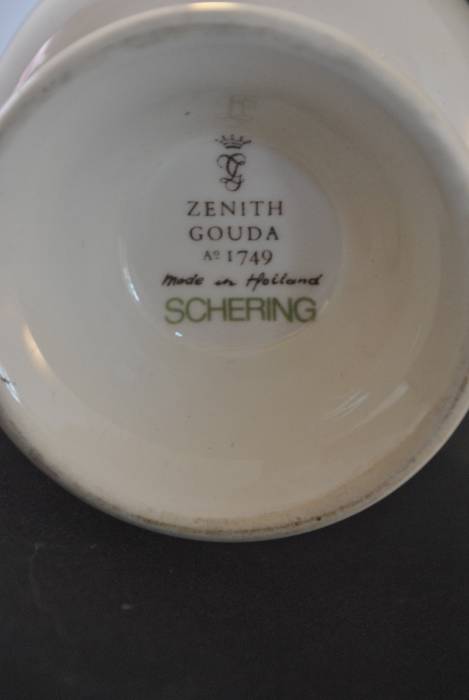 ZENITH
GOUDA
Aº 1749
Made in Holland
SCHERING